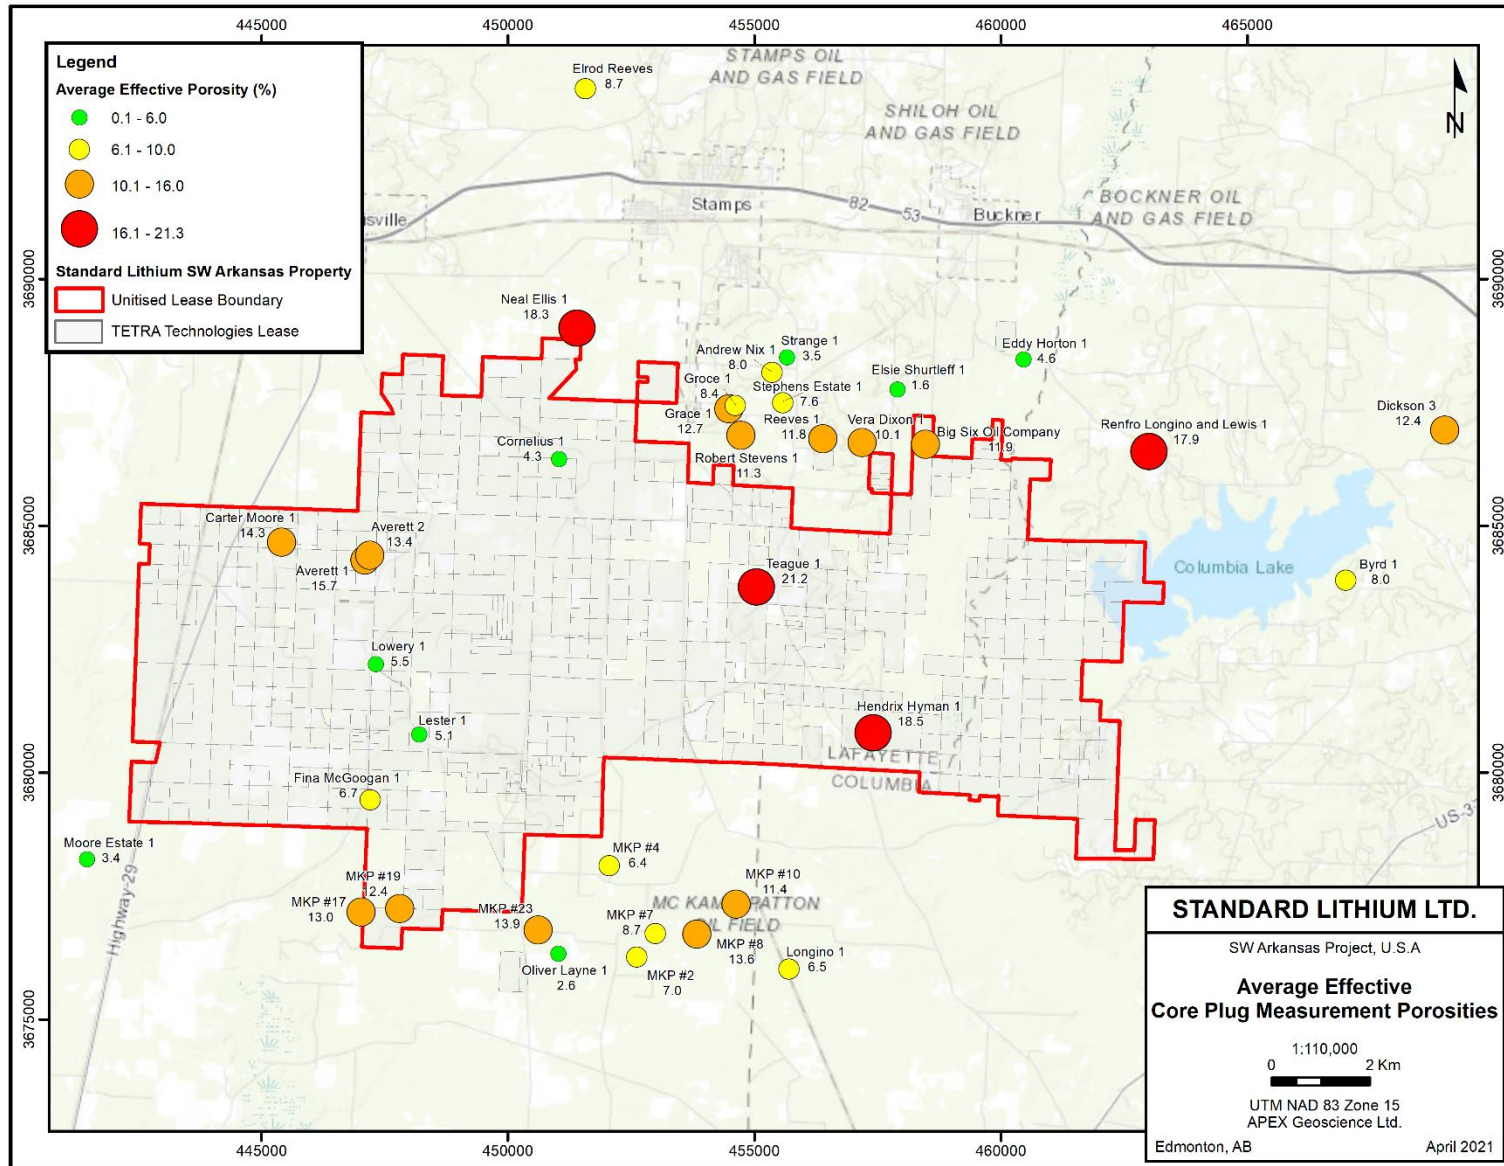 445000
450000
455000
460000
465000
Legend
Average Effective Porosity (%)
0.1 - 6.0
6.1 - 10.0
10.1 - 16.0
16.1 - 21.3
Standard Lithium SW Arkansas Property
Unitised Lease Boundary
TETRA Technologies Lease
STAMPS OIL
AND GAS FIELD
Elrod Reeves
8.7
SHILOH OIL
AND GAS FIELD
N
BOCKNER OIL
AND GAS FIELD
isville
Stamps
82
53
Buckner
3690000
3690000
Neal Ellis 1
18.3
Strange 1
3.5
Andrew Nix 1
8.0
Eddy Horton 1
4.6
Elsie Shurtleff 1
1.6
Groce 1
8.4
Stephens Estate 1
7.6
Grace 1
12.7
Reeves 1
11.8
Vera Dixon 1
10.1
Big Six Oil Company
11.9
Renfro Longino and Lewis 1
17.9
Dickson 3
12.4
Robert Stevens 1
11.3
Cornelius 1
4.3
3685000
3685000
Carter Moore 1
14.3
Averett 2
13.4
Averett 1
15.7
Teague 1
21.2
Columbia Lake
Byrd 1
8.0
Lowery 1
5.5
Lester 1
5.1
Hendrix Hyman 1
18.5
LAFAYETTE
COLUMBIA
3680000
3680000
Fina McGoogan 1
6.7
US-3
Moore Estate 1
3.4
Highway-29
MKP #4
6.4
MKP #19
12.4
MKP #17
13.0
MKP #10
11.4
MKP #23
13.9
MKP #7
8.7
MC KAM PATTON
OIL FIELD
MKP #8
13.6
Longino 1
6.5
Oliver Layne 1
2.6
MKP #2
7.0
3675000
STANDARD LITHIUM LTD.
SW Arkansas Project, U.S.A
Average Effective
Core Plug Measurement Porosities
1:110,000
0 2 Km
UTM NAD 83 Zone 15
APEX Geoscience Ltd.
Edmonton, AB April 2021
445000
450000
455000
460000